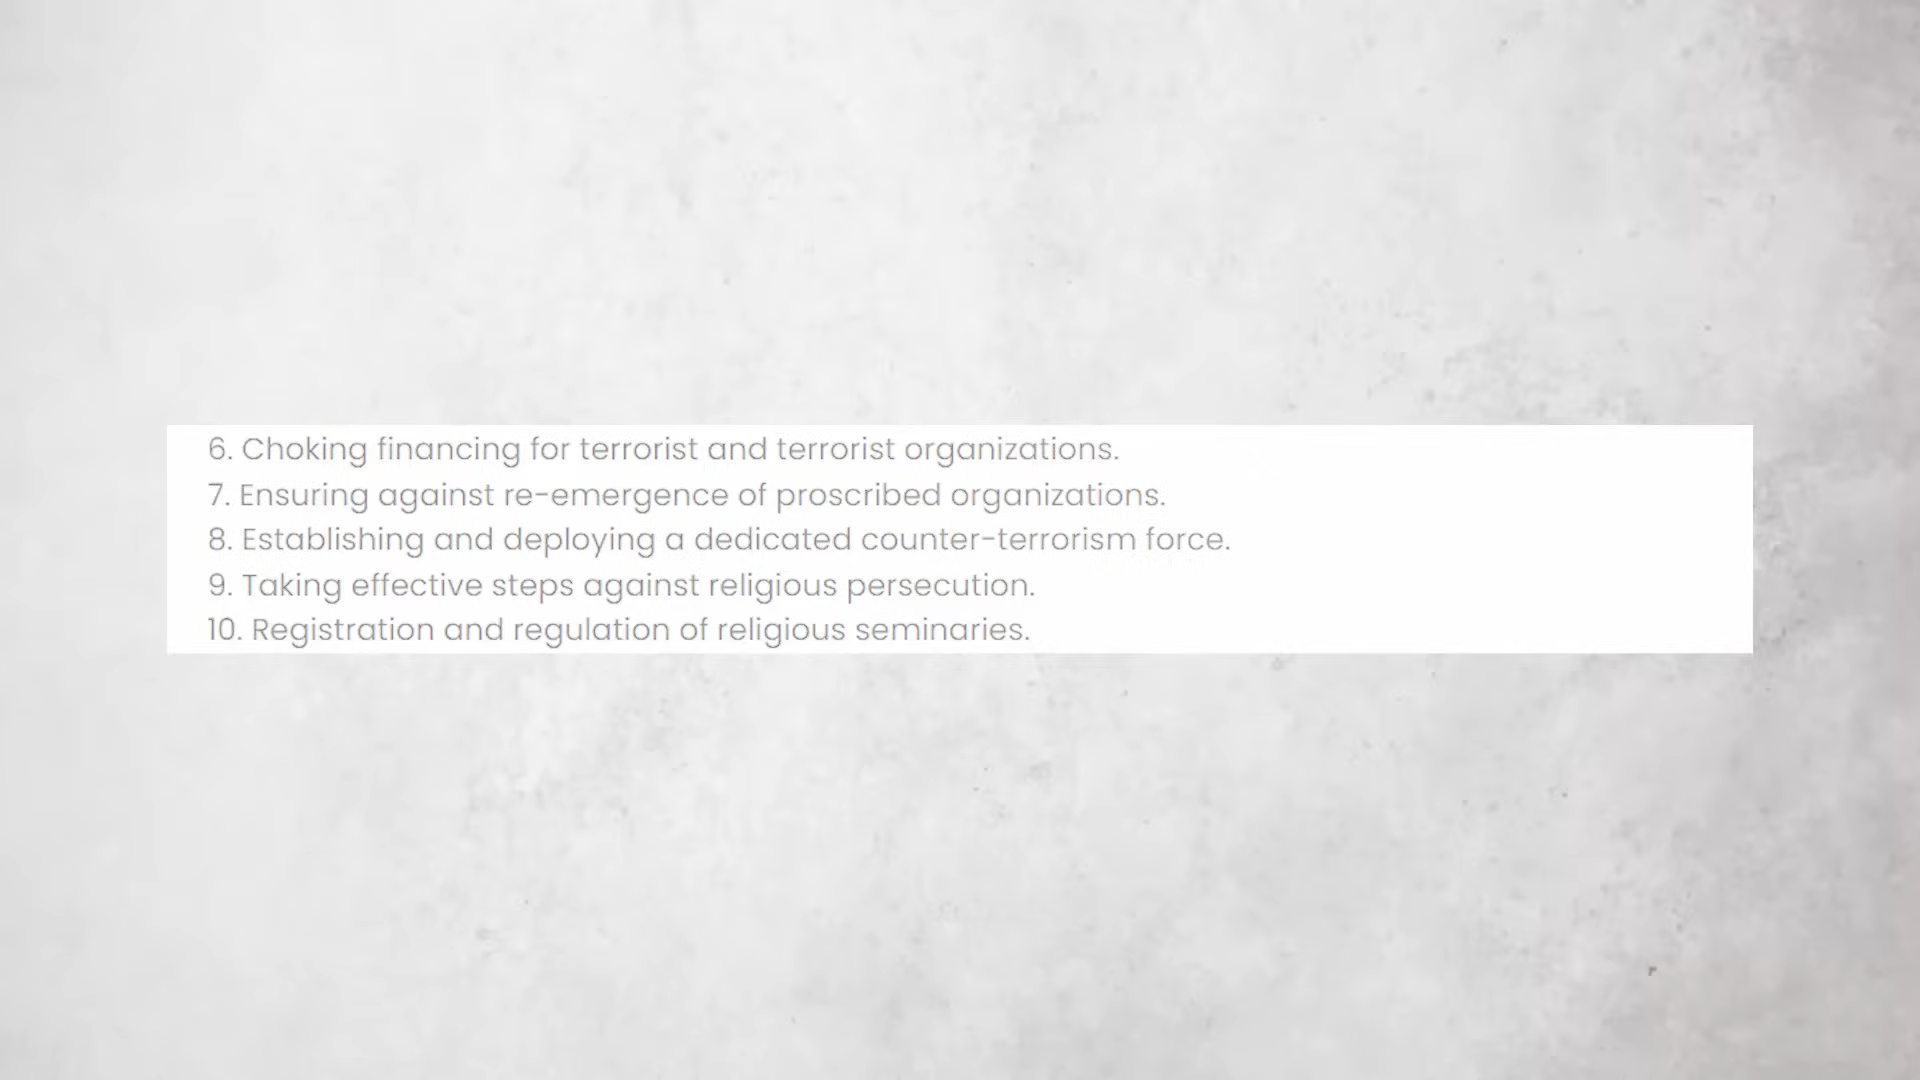 6. Choking financing for terrorist and terrorist organizations.
7. Ensuring against re-emergence of proscribed organizations.
8. Establishing and deploying a dedicated counter-terrorism force.
9. Taking effective steps against religious persecution.
10. Registration and regulation of religious seminaries.